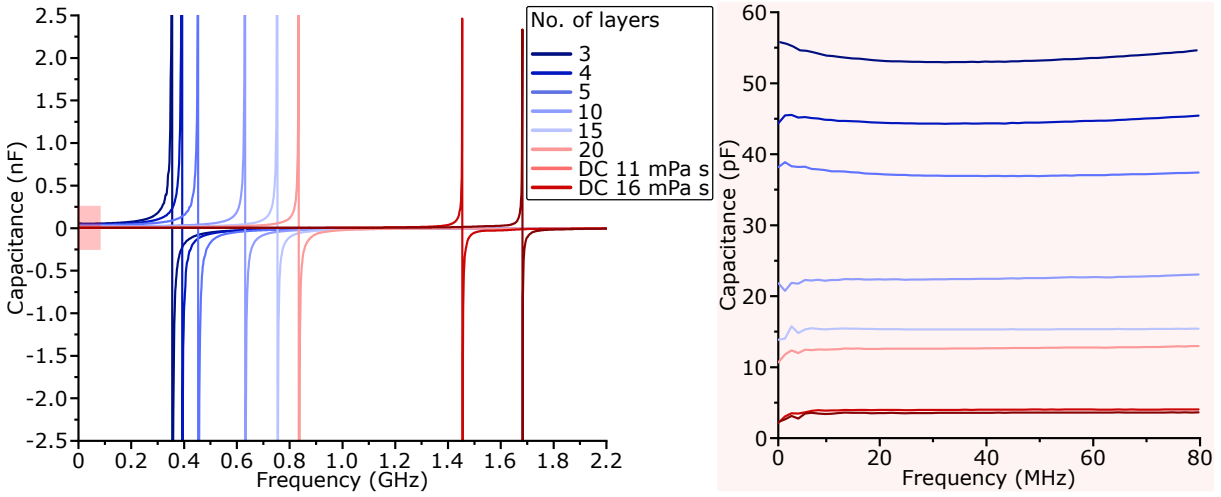 2.5
2.0
1.5
1.0
0.5
0
-0.5
-1.0
-1.5
-2.0
-2.5
Capacitance (nF)
0 0.2 0.4 0.6 0.8 1.0 1.2 1.4 1.6 1.8 2.0 2.2
Frequency (GHz)
No. of layers
3
4
5
10
15
20
DC 11 mPa s
DC 16 mPa s
60
50
40
30
20
10
0
Capacitance (pF)
0 20 40 60 80
Frequency (MHz)